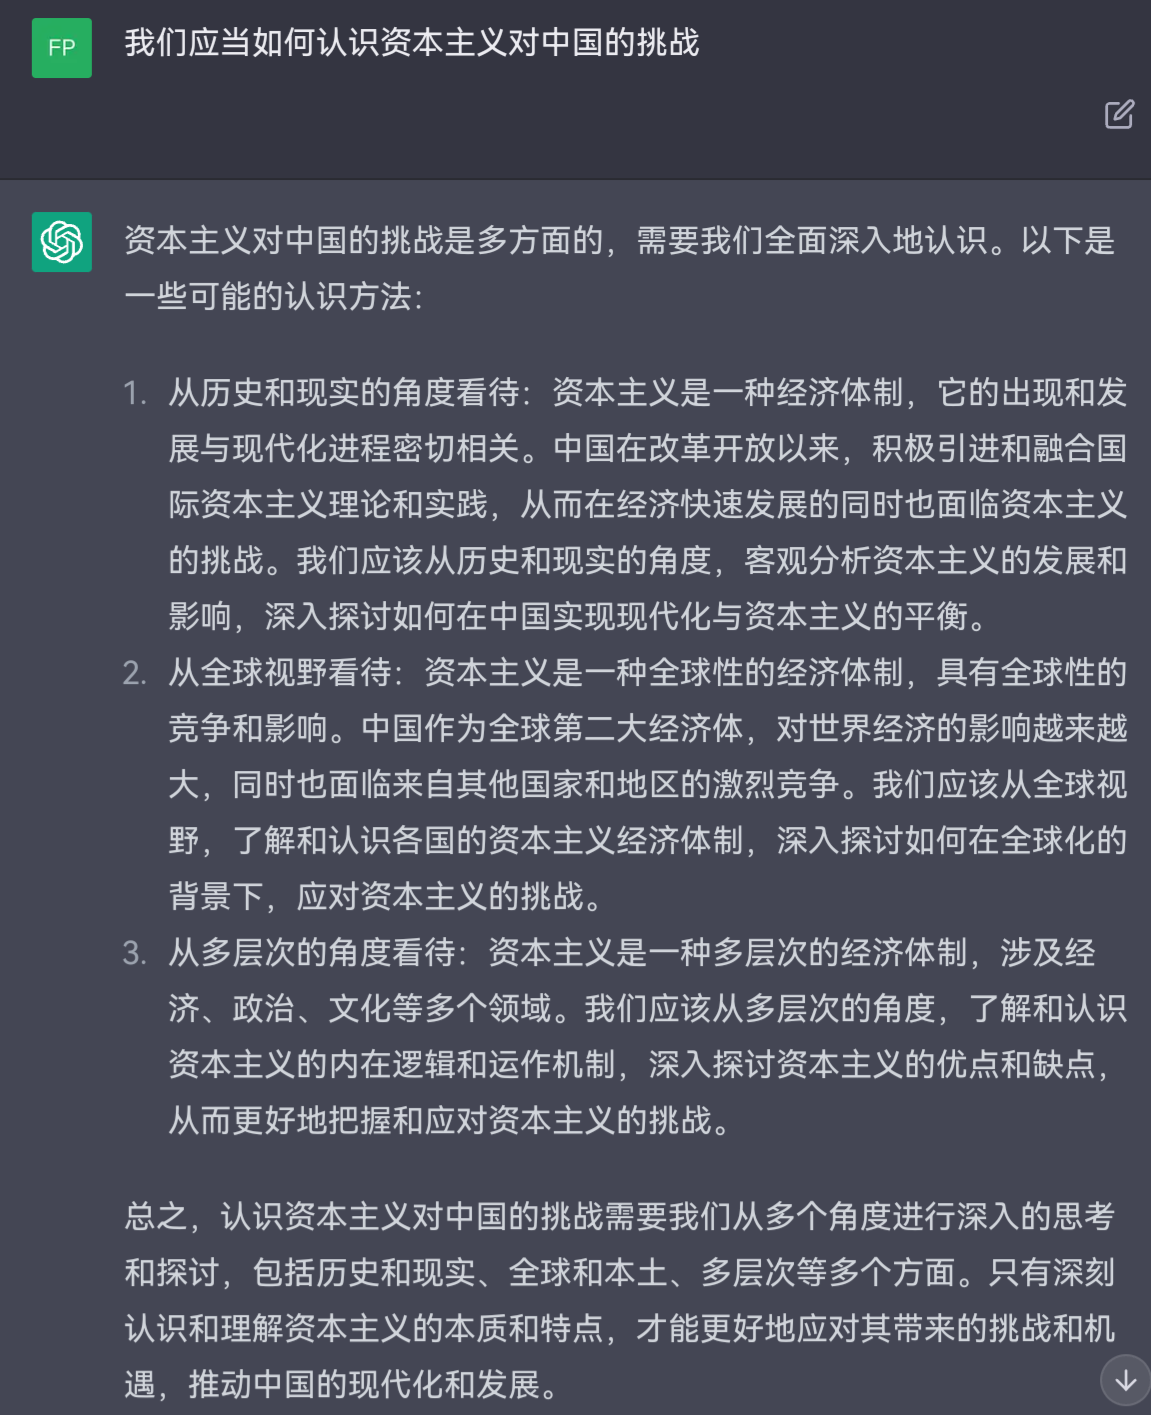 FP
我们应当如何认识资本主义对中国的挑战
资本主义对中国的挑战是多方面的，需要我们全面深入地认识。以下是
一些可能的认识方法：
1. 从历史和现实的角度看待：资本主义是一种经济体制，它的出现和发
展与现代化进程密切相关。中国在改革开放以来，积极引进和融合国
际资本主义理论和实践，从而在经济快速发展的同时也面临资本主义
的挑战。我们应该从历史和现实的角度，客观分析资本主义的发展和
影响，深入探讨如何在中国实现现代化与资本主义的平衡。
2. 从全球视野看待：资本主义是一种全球性的经济体制，具有全球性的
竞争和影响。中国作为全球第二大经济体，对世界经济的影响越来越
大，同时也面临来自其他国家和地区的激烈竞争。我们应该从全球视
野，了解和认识各国的资本主义经济体制，深入探讨如何在全球化的
背景下，应对资本主义的挑战。
3. 从多层次的角度看待：资本主义是一种多层次的经济体制，涉及经
济、政治、文化等多个领域。我们应该从多层次的角度，了解和认识
资本主义的内在逻辑和运作机制，深入探讨资本主义的优点和缺点，
从而更好地把握和应对资本主义的挑战。
总之，认识资本主义对中国的挑战需要我们从多个角度进行深入的思考
和探讨，包括历史和现实、全球和本土、多层次等多个方面。只有深刻
认识和理解资本主义的本质和特点，才能更好地应对其带来的挑战和机
遇，推动中国的现代化和发展。